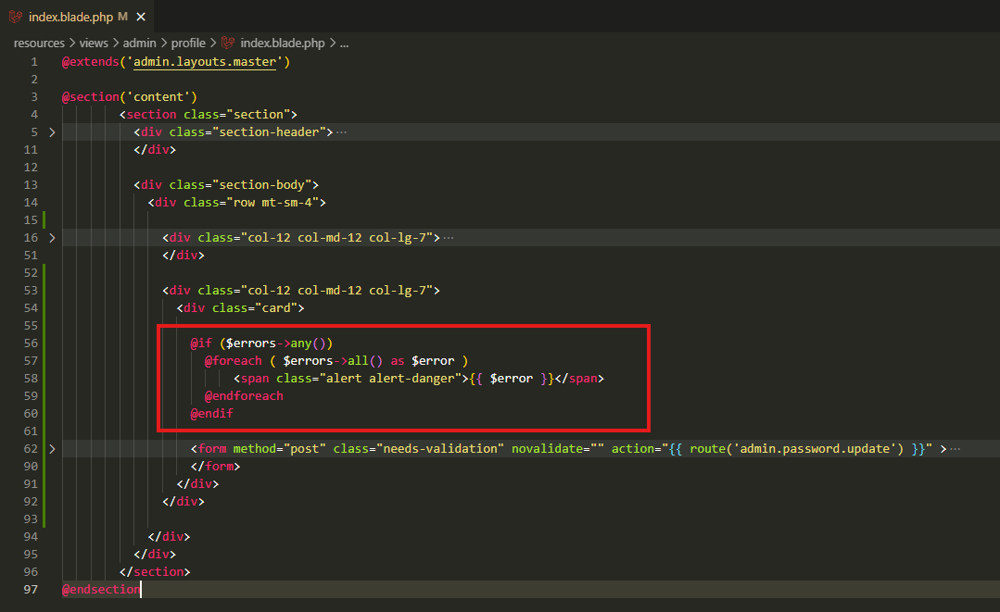 index.blade.php M ×
resources > views > admin > profile > index.blade.php > ...
1 @extends('admin.layouts.master')
2
3 @section('content')
4 <section class="section">
5 > <div class="section-header">···
11 </div>
12
13 <div class="section-body">
14 <div class="row mt-sm-4">
15
16 > <div class="col-12 col-md-12 col-lg-7">···
51 </div>
52
53 <div class="col-12 col-md-12 col-lg-7">
54 <div class="card">
55
56 @if ($errors->any())
57 @foreach ( $errors->all() as $error )
58 <span class="alert alert-danger">{{ $error }}</span>
59 @endforeach
60 @endif
61
62 > <form method="post" class="needs-validation" novalidate="" action="{{ route('admin.password.update') }}" >···
90 </form>
91 </div>
92 </div>
93
94 </div>
95 </div>
96 </section>
97 @endsection